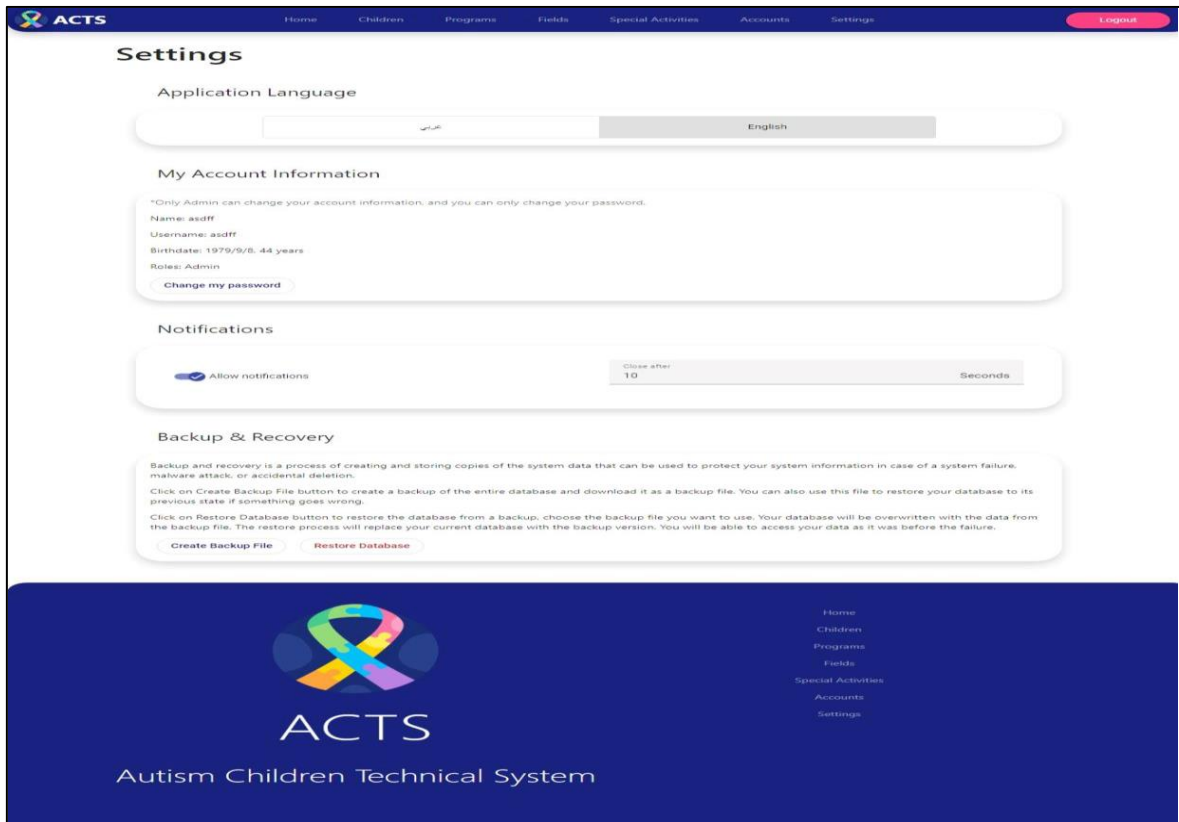 ACTS
Home Children Programs Fields Special Activities Accounts Settings Logout
Settings
Application Language
عربي English
My Account Information
*Only Admin can change your account information, and you can only change your password.
Name: asdff
Username: asdff
Birthdate: 1979/9/8, 44 years
Roles: Admin
Change my password
Notifications
Allow notifications
Close after
10 Seconds
Backup & Recovery
Backup and recovery is a process of creating and storing copies of the system data that can be used to protect your system information in case of a system failure,
malware attack, or accidental deletion.
Click on Create Backup File button to create a backup of the entire database and download it as a backup file. You can also use this file to restore your database to its
previous state if something goes wrong.
Click on Restore Database button to restore the database from a backup, choose the backup file you want to use. Your database will be overwritten with the data from
the backup file. The restore process will replace your current database with the backup version. You will be able to access your data as it was before the failure.
Create Backup File Restore Database
ACTS
Autism Children Technical System
Home
Children
Programs
Fields
Special Activities
Accounts
Settings